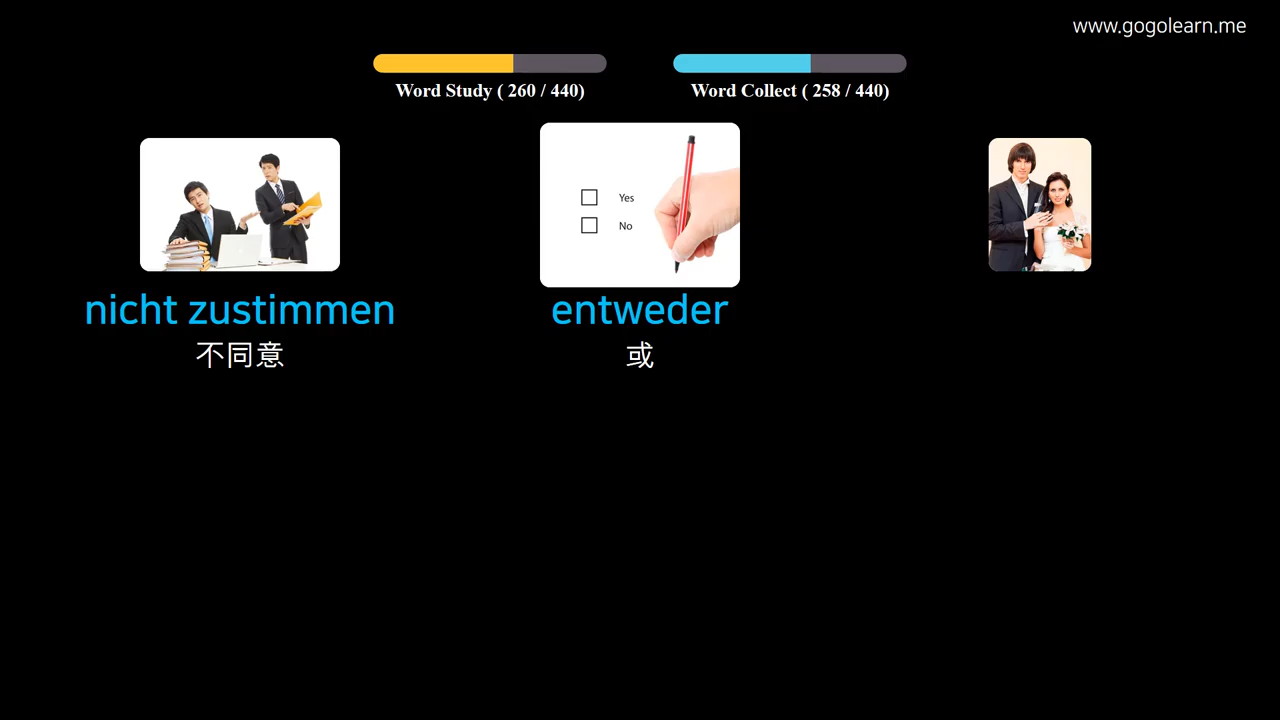 www.gogolearn.me
Word Study ( 260 / 440)
Word Collect ( 258 / 440)
Yes
No
nicht zustimmen
entweder
不同意
或